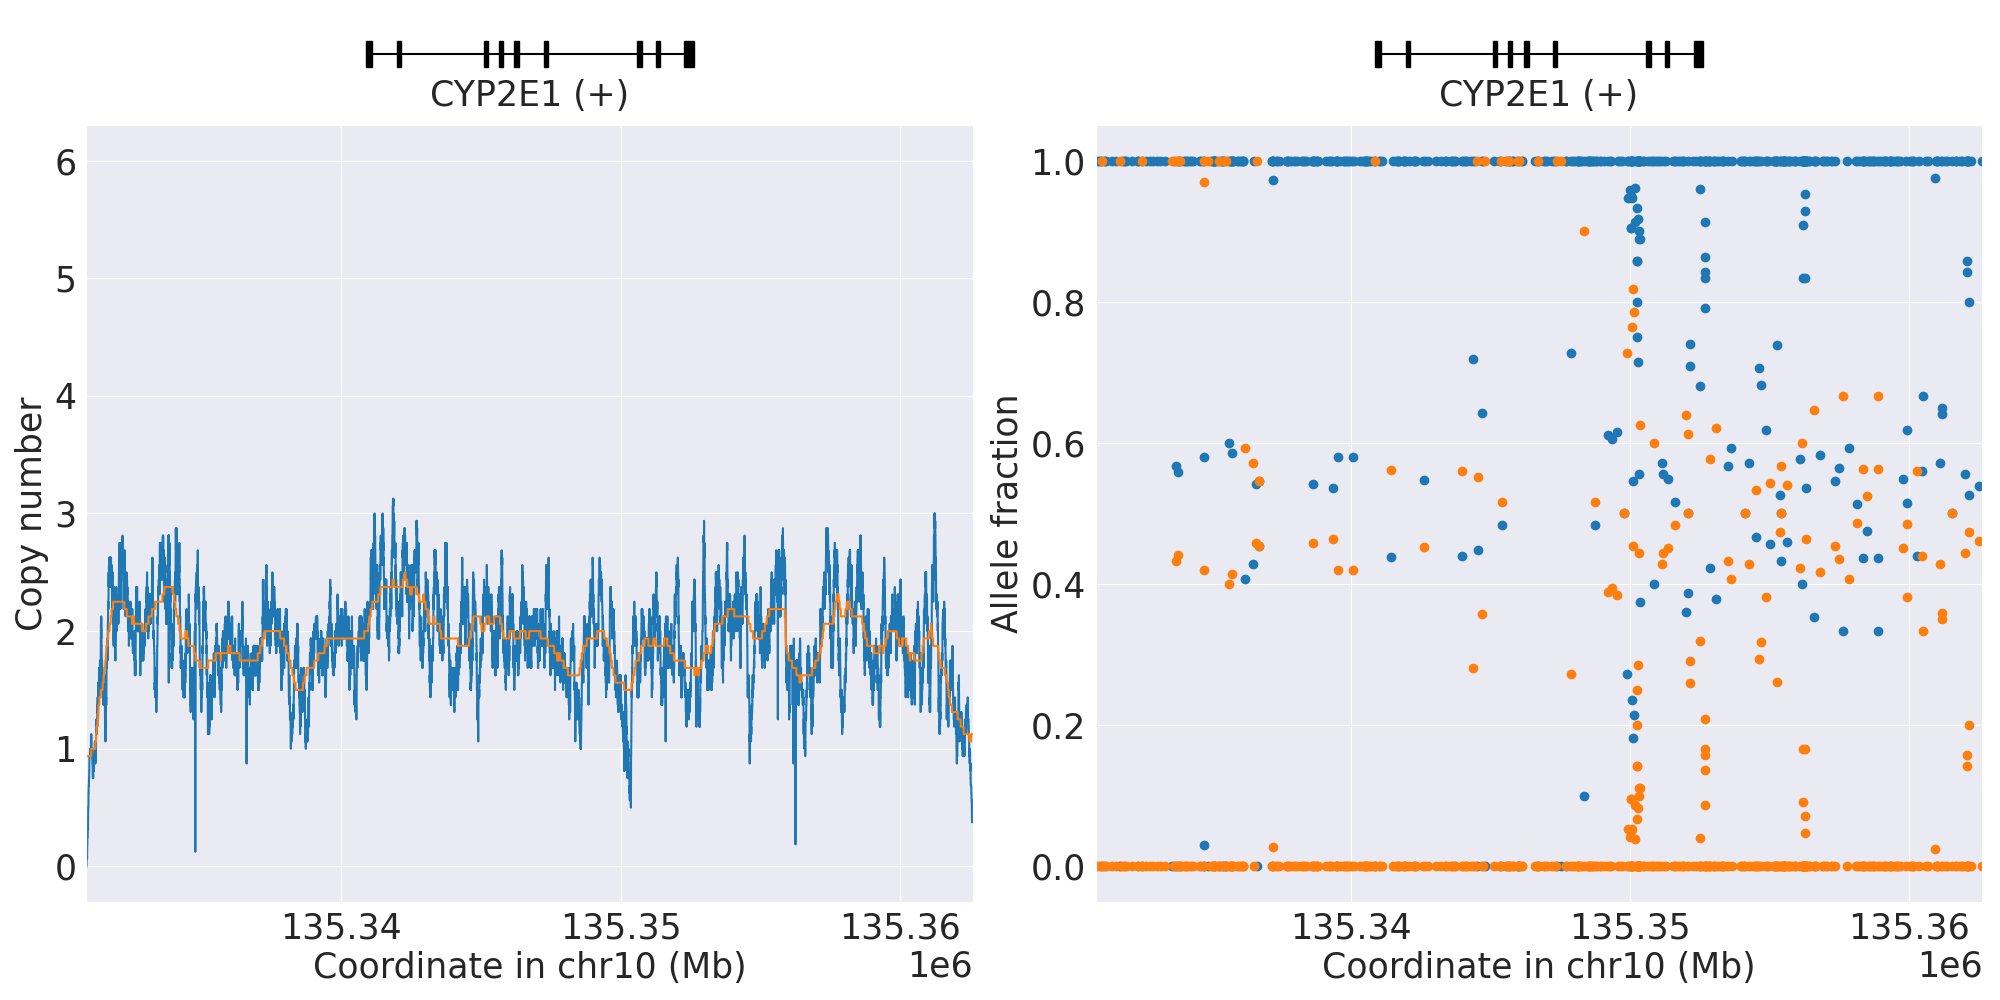 CYP2E1 (+)
6
5
4
3
2
1
0
Copy number
135.34 135.35 135.36
Coordinate in chr10 (Mb)
1e6
CYP2E1 (+)
1.0
0.8
0.6
0.4
0.2
0.0
Allele fraction
135.34 135.35 135.36
Coordinate in chr10 (Mb)
1e6